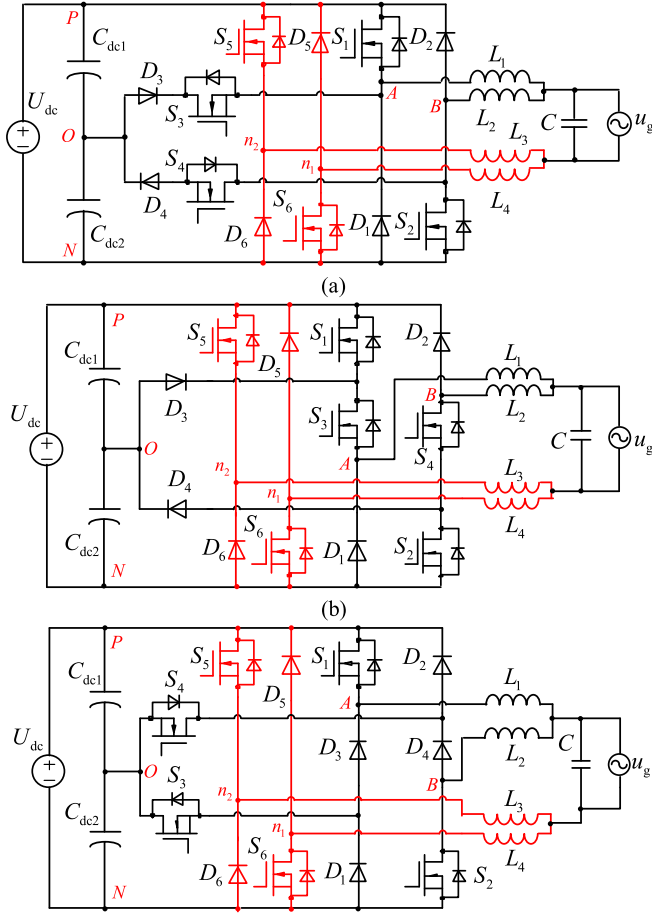 P
C_dc1
S_5
D_5
S_1
D_2
L_1
D_3
U_dc
S_3
A
B
L_2
C
u_g
O
S_4
n_2
L_3
n_1
L_4
D_4
S_6
C_dc2
D_6
D_1
S_2
N
(a)
P
S_5
S_1
D_2
C_dc1
D_5
L_1
D_3
U_dc
S_3
B
L_2
C
u_g
O
A
S_4
n_2
L_3
D_4
n_1
L_4
S_6
C_dc2
D_6
D_1
S_2
N
(b)
P
S_5
S_1
D_2
C_dc1
S_4
D_5
A
L_1
U_dc
O
D_3
D_4
L_2
C
u_g
S_3
B
n_2
L_3
C_dc2
n_1
L_4
S_6
D_6
D_1
S_2
N